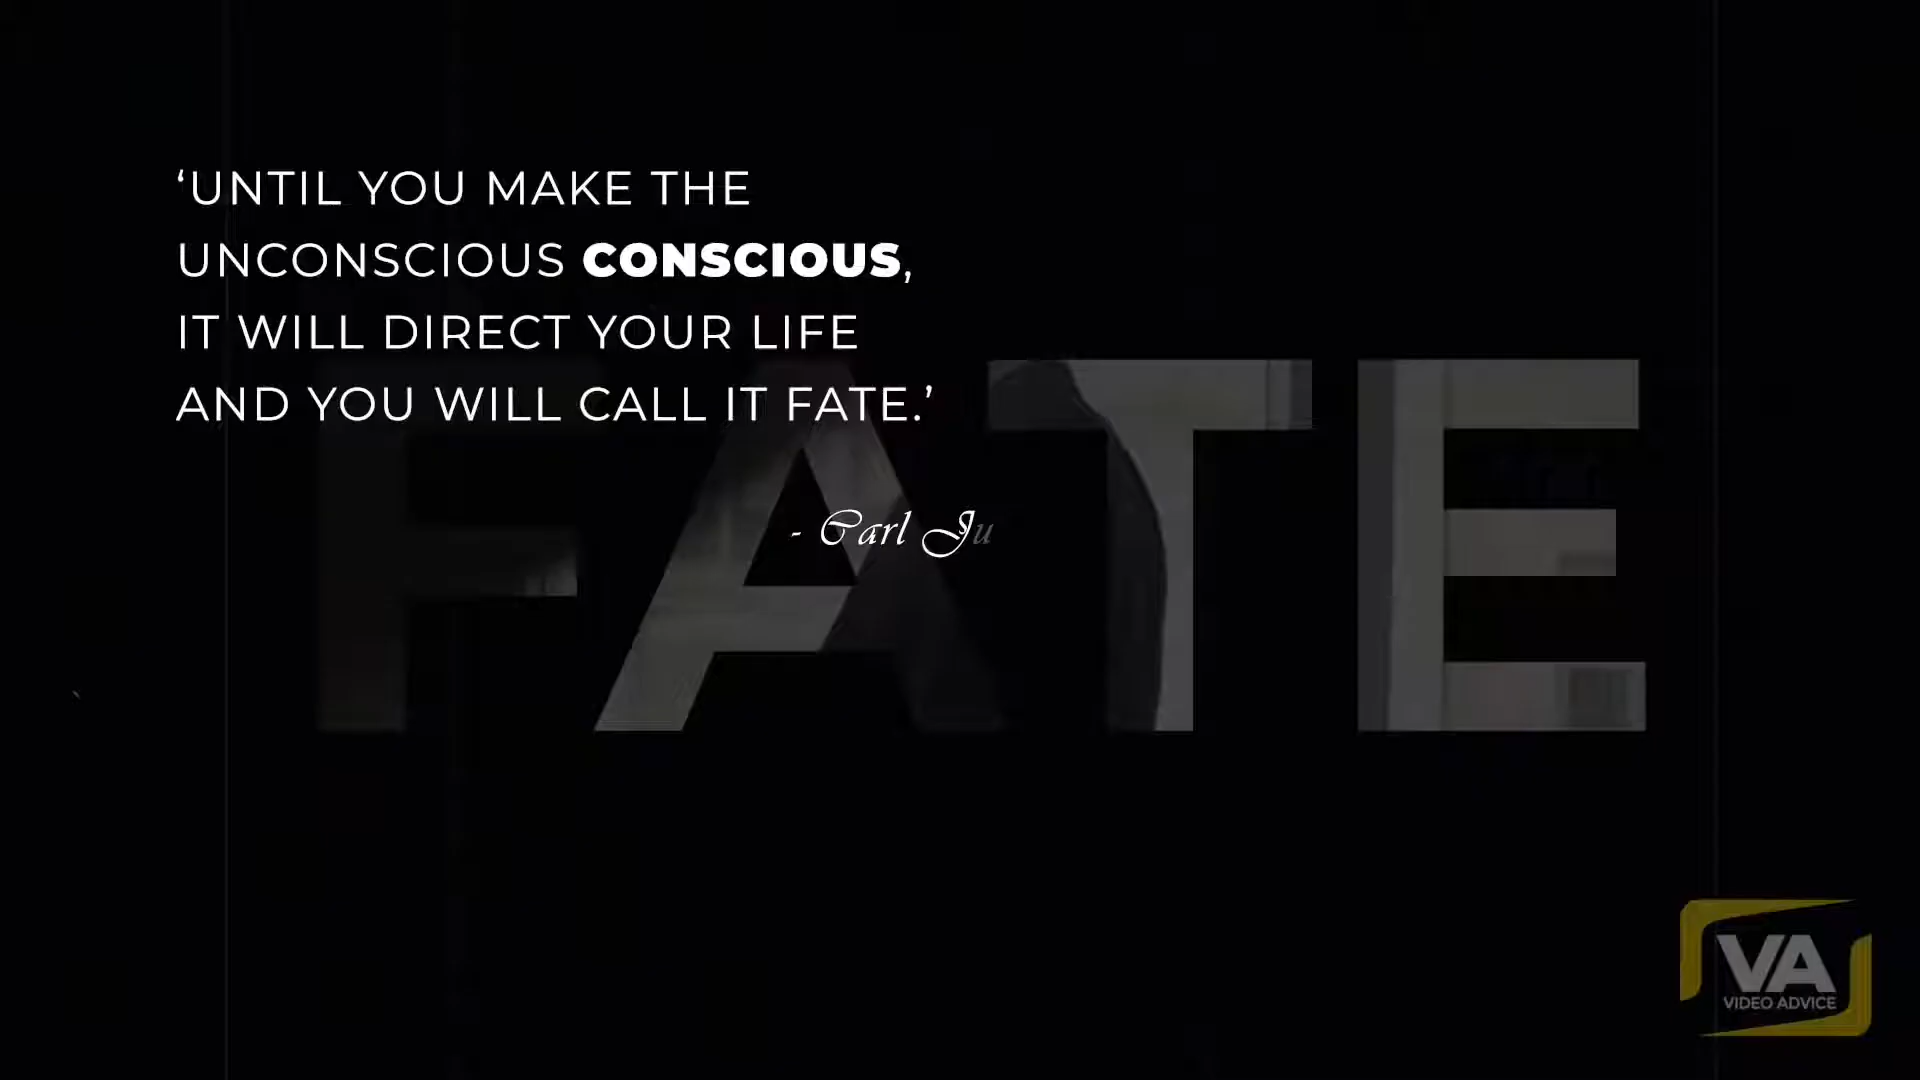 ‘UNTIL YOU MAKE THE
UNCONSCIOUS CONSCIOUS,
IT WILL DIRECT YOUR LIFE
AND YOU WILL CALL IT FATE.’
- Carl Ju
FATE
VA
VIDEO ADVICE